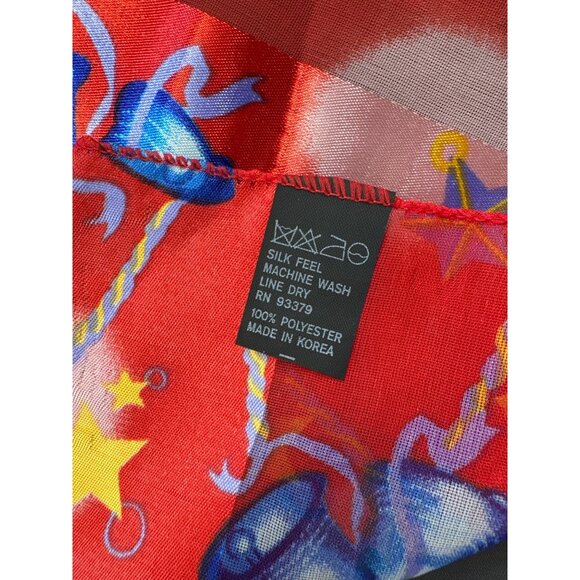 SILK FEEL
MACHINE WASH
LINE DRY
RN 93379
100% POLYESTER
MADE IN KOREA